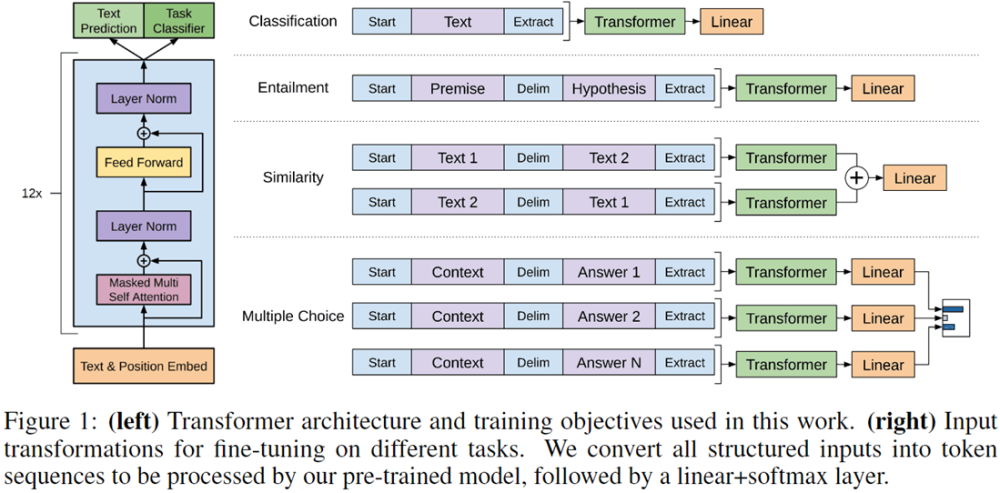 Text Prediction
Task Classifier
12x
Layer Norm
Feed Forward
Layer Norm
Masked Multi Self Attention
Text & Position Embed
Classification
Start Text Extract Transformer Linear
Entailment
Start Premise Delim Hypothesis Extract Transformer Linear
Similarity
Start Text 1 Delim Text 2 Extract Transformer
Start Text 2 Delim Text 1 Extract Transformer
Linear
Multiple Choice
Start Context Delim Answer 1 Extract Transformer Linear
Start Context Delim Answer 2 Extract Transformer Linear
Start Context Delim Answer N Extract Transformer Linear
Figure 1: (left) Transformer architecture and training objectives used in this work. (right) Input
transformations for fine-tuning on different tasks. We convert all structured inputs into token
sequences to be processed by our pre-trained model, followed by a linear+softmax layer.